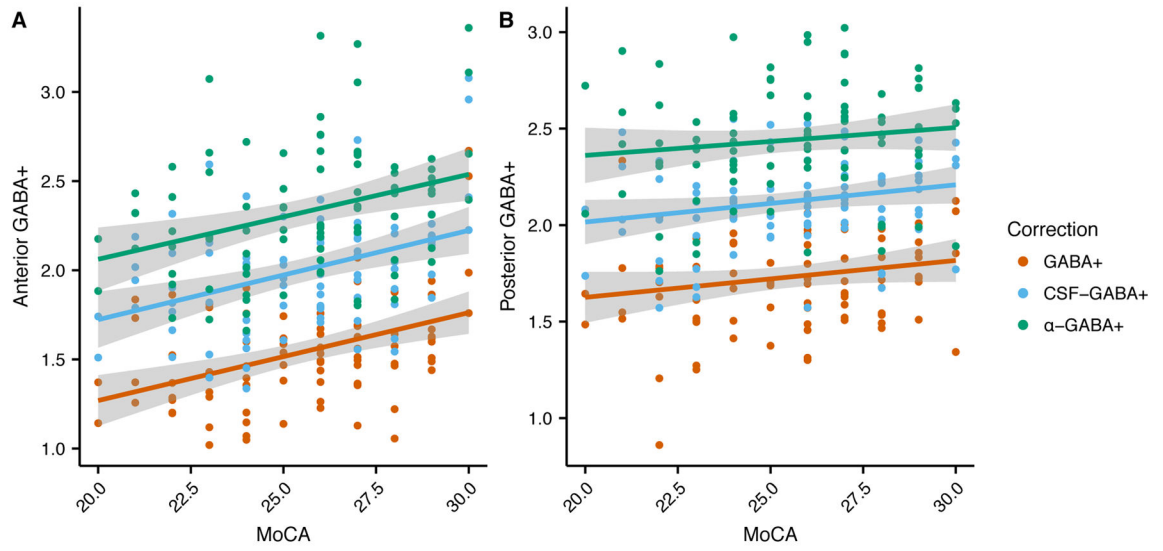 A
B
Anterior GABA+
3.0
2.5
2.0
1.5
1.0
20.0
22.5
25.0
27.5
30.0
MoCA
Posterior GABA+
3.0
2.5
2.0
1.5
1.0
20.0
22.5
25.0
27.5
30.0
MoCA
Correction
GABA+
CSF−GABA+
α−GABA+